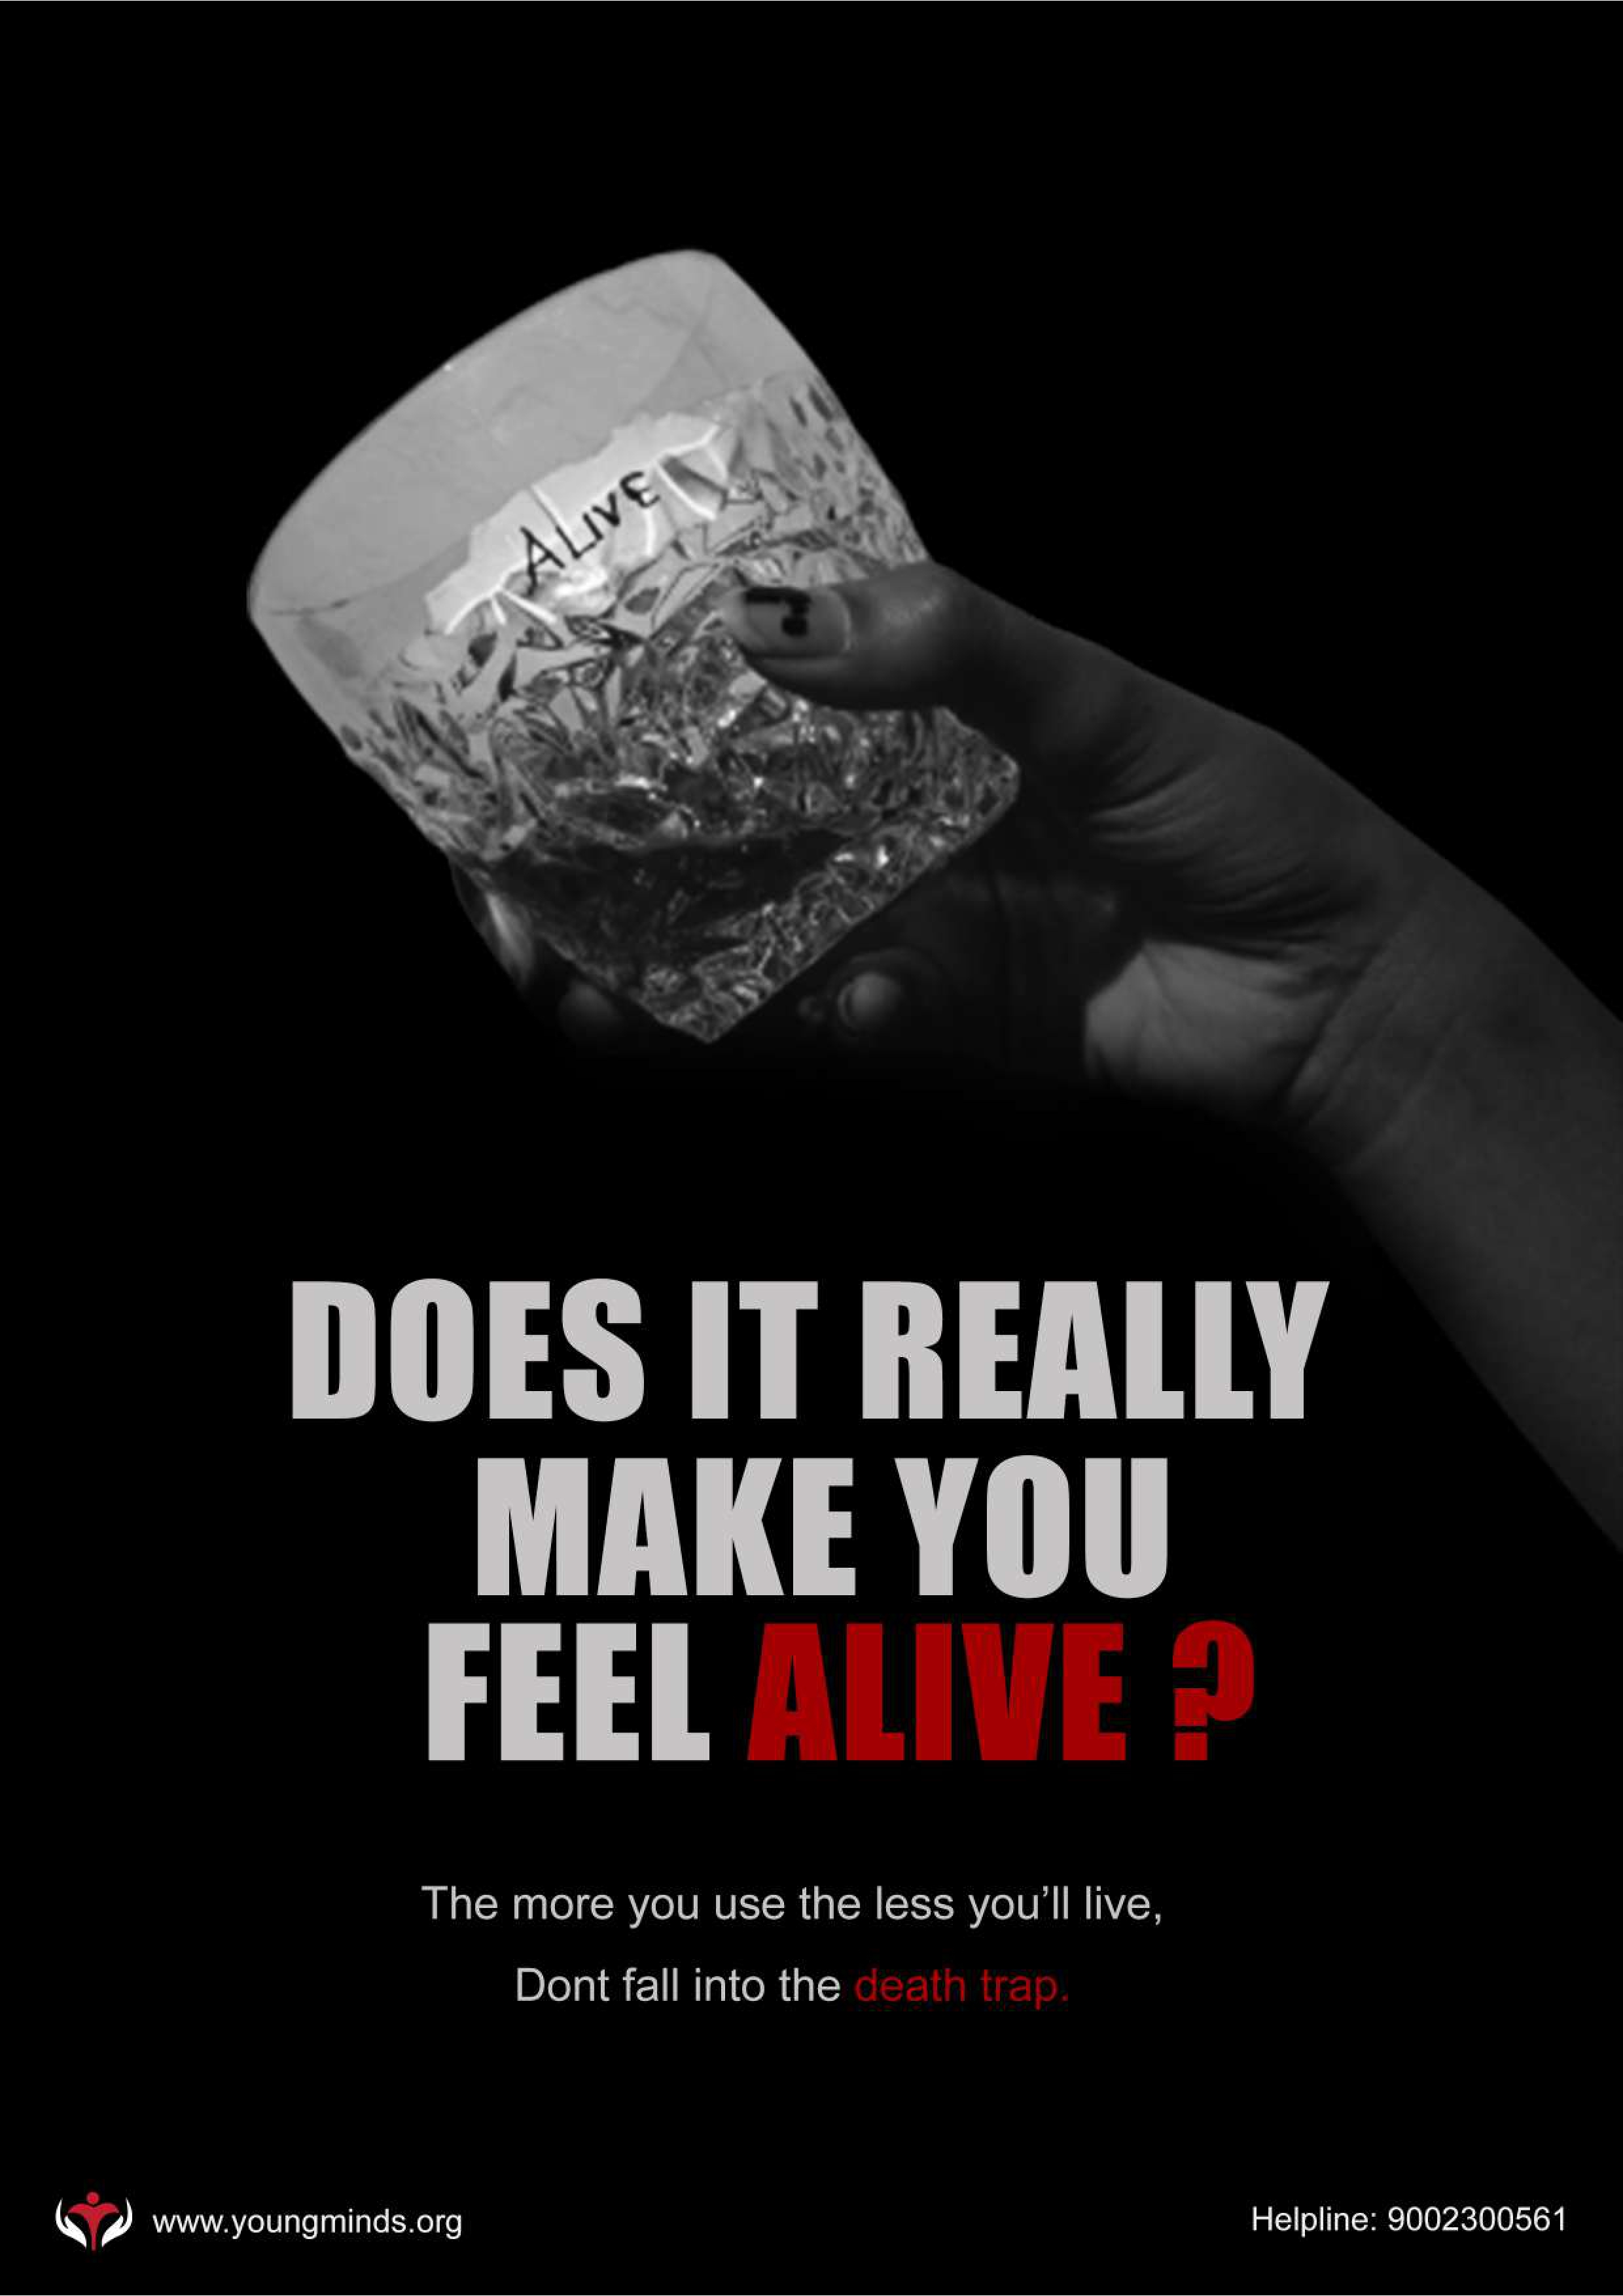 ALIVE
?
DOES IT REALLY
MAKE YOU
FEEL ALIVE ?
The more you use the less you'll live,
Dont fall into the death trap.
www.youngminds.org
Helpline: 9002300561